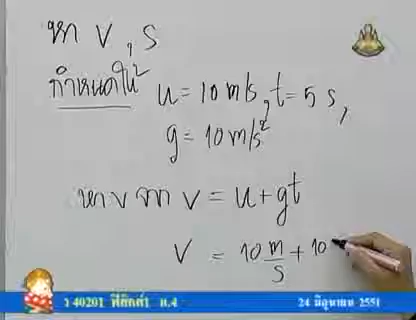 หา v, s
กำหนดให้ u = 10 m/s, t = 5 s,
g = 10 m/s²
หา v จาก v = u + gt
v = 10 m/s + 10
ว 40201 ฟิสิกส์1 ม.4 24 มิถุนายน 2551